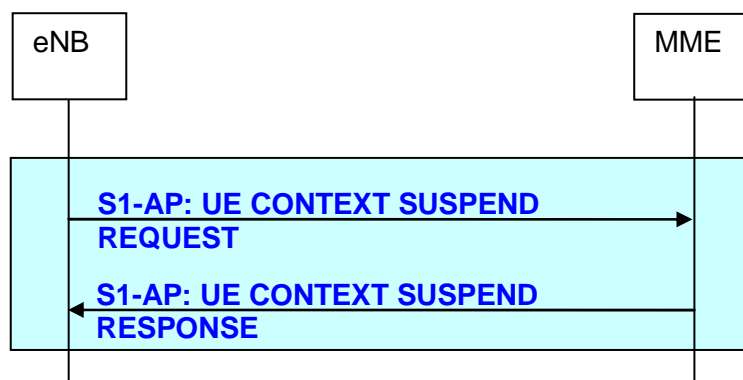 eNB
MME
S1-AP: UE CONTEXT SUSPEND
REQUEST
S1-AP: UE CONTEXT SUSPEND
RESPONSE